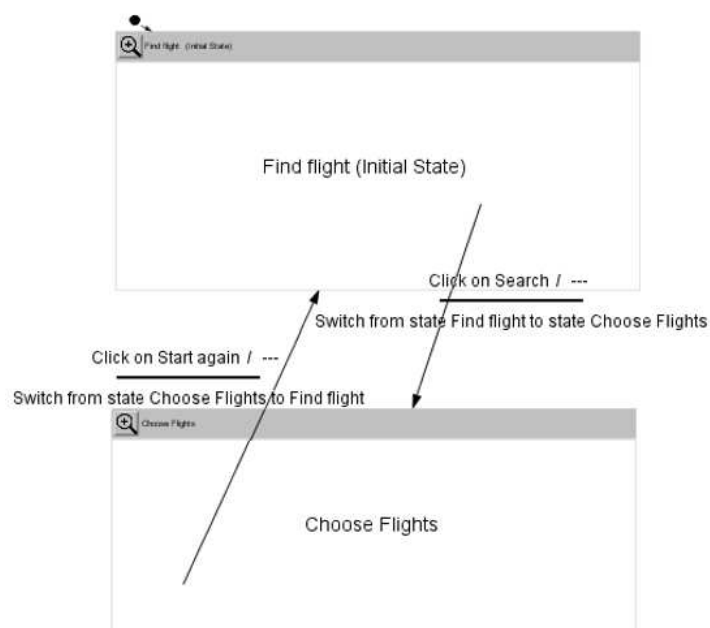 Find flight (Initial State)
Find flight (Initial State)
Click on Search / ---
Switch from state Find flight to state Choose Flights
Click on Start again / ---
Switch from state Choose Flights to Find flight
Choose Flights
Choose Flights